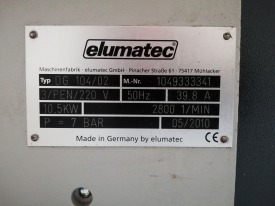 elumatec
Maschinenfabrik · elumatec GmbH · Pinacher Straße 61 · 75417 Mühlacker
Typ DG 104/02 M.-Nr. 1049333341
3/PEN/220 V 50Hz 39.8 A
10.5KW 2800 1/MIN
P = 7 BAR 05/2010
Made in Germany by elumatec